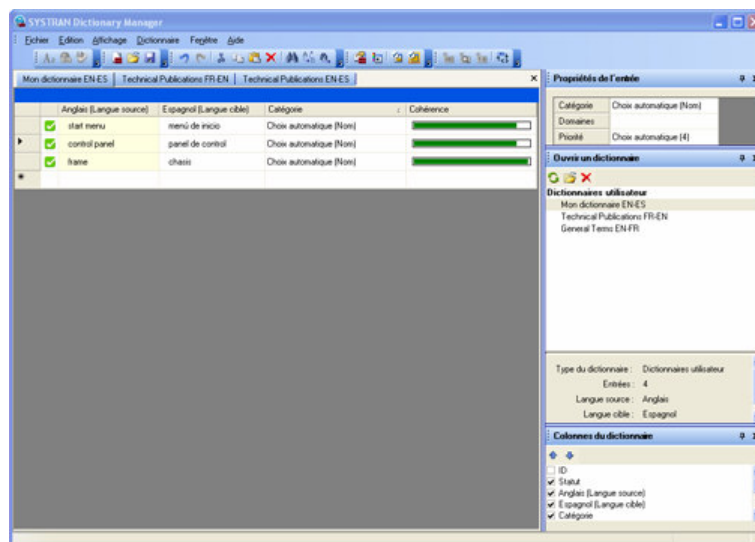 SYSTRAN Dictionary Manager
Fichier Edition Affichage Dictionnaire Fenêtre Aide
Mon dictionnaire EN-ES Technical Publications FR-EN Technical Publications EN-ES
Anglais (Langue source) Espagnol (Langue cible) Catégorie Cohérence
start menu menú de inicio Choix automatique (Nom)
control panel panel de control Choix automatique (Nom)
frame chasis Choix automatique (Nom)
Propriétés de l'entrée
Catégorie Choix automatique (Nom)
Domaines
Priorité Choix automatique (4)
Ouvrir un dictionnaire
Dictionnaires utilisateur
Mon dictionnaire EN-ES
Technical Publications FR-EN
General Terms EN-FR
Type du dictionnaire : Dictionnaires utilisateur
Entrées : 4
Langue source : Anglais
Langue cible : Espagnol
Colonnes du dictionnaire
ID
Statut
Anglais (Langue source)
Espagnol (Langue cible)
Catégorie